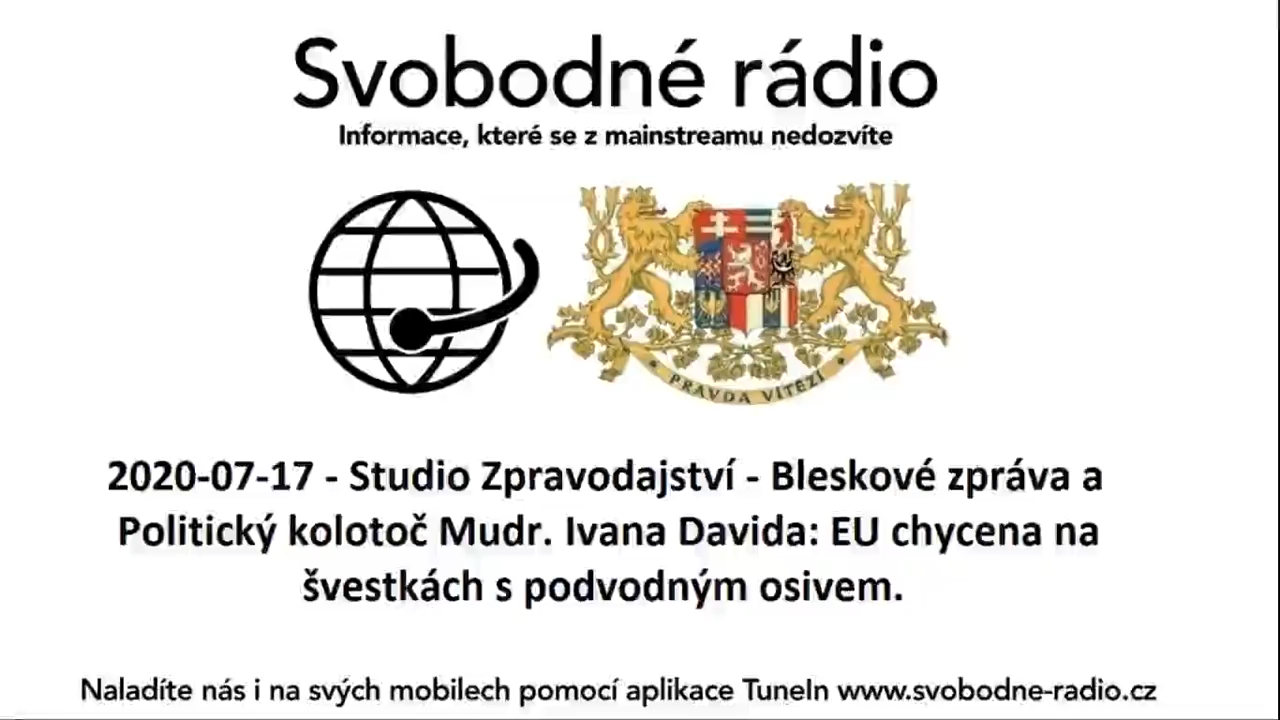 Svobodné rádio
Informace, které se z mainstreamu nedozvíte
PRAVDA VÍTĚZÍ
2020-07-17 - Studio Zpravodajství - Bleskové zpráva a
Politický kolotoč Mudr. Ivana Davida: EU chycena na
švestkách s podvodným osivem.
Naladíte nás i na svých mobilech pomocí aplikace TuneIn www.svobodne-radio.cz